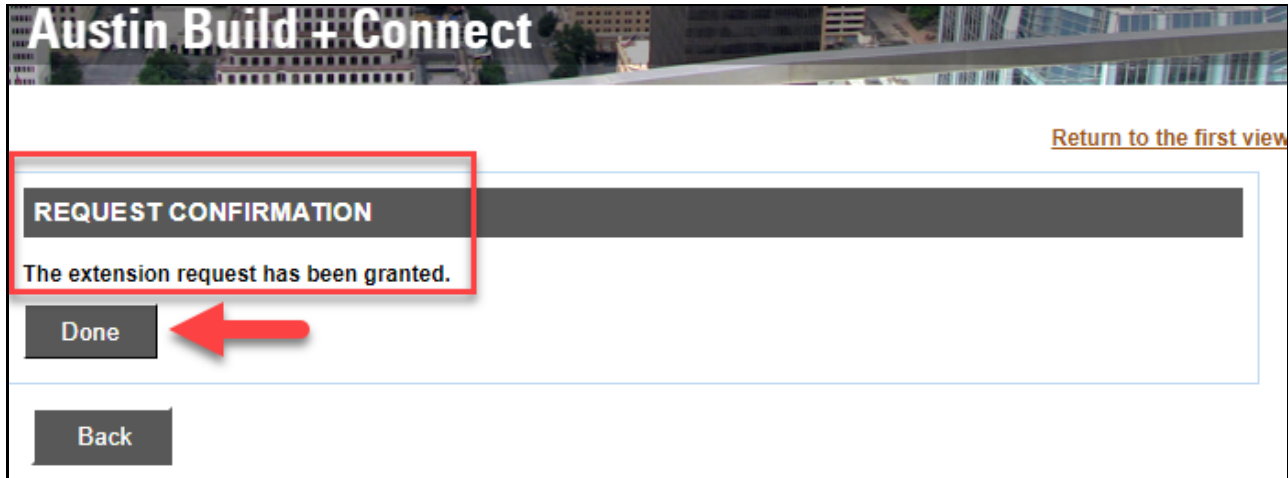 Austin Build + Connect
Return to the first view
REQUEST CONFIRMATION
The extension request has been granted.
Done
Back